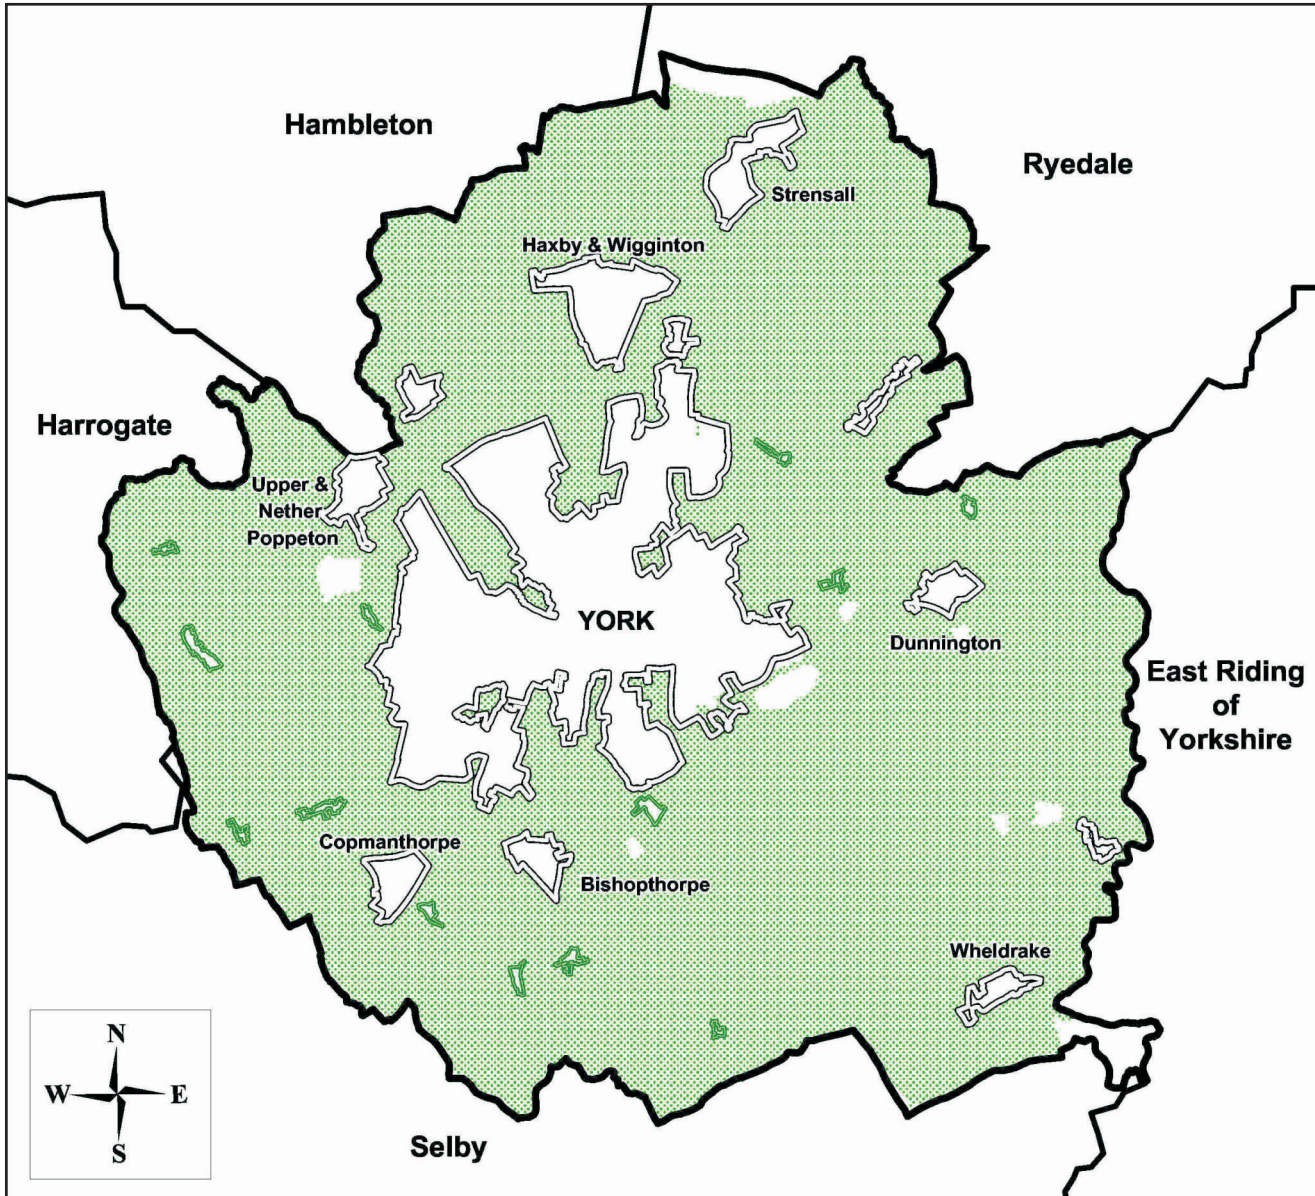 Hambleton
Ryedale
Strensall
Haxby & Wigginton
Harrogate
Upper &
Nether
Poppeton
YORK
Dunnington
East Riding
of
Yorkshire
Copmanthorpe
Bishopthorpe
Wheldrake
N
W E
S
Selby